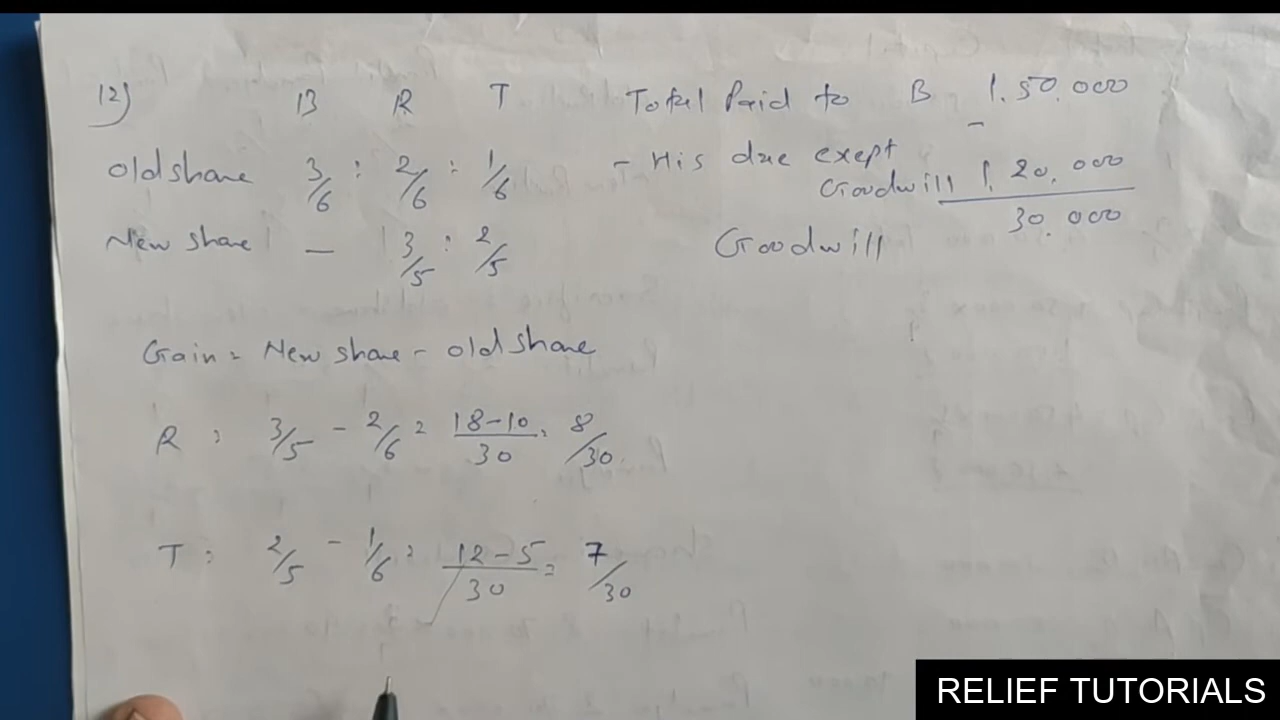 12) B R T
old share 3/6 : 2/6 : 1/6
New share — 3/5 : 2/5
Total Paid to B 1.50.000
- His due exept
Goodwill 1.20.000
30.000
Goodwill
Gain = New share - old share
R : 3/5 - 2/6 = 18-10/30 = 8/30
T : 2/5 - 1/6 = 12-5/30 = 7/30
RELIEF TUTORIALS